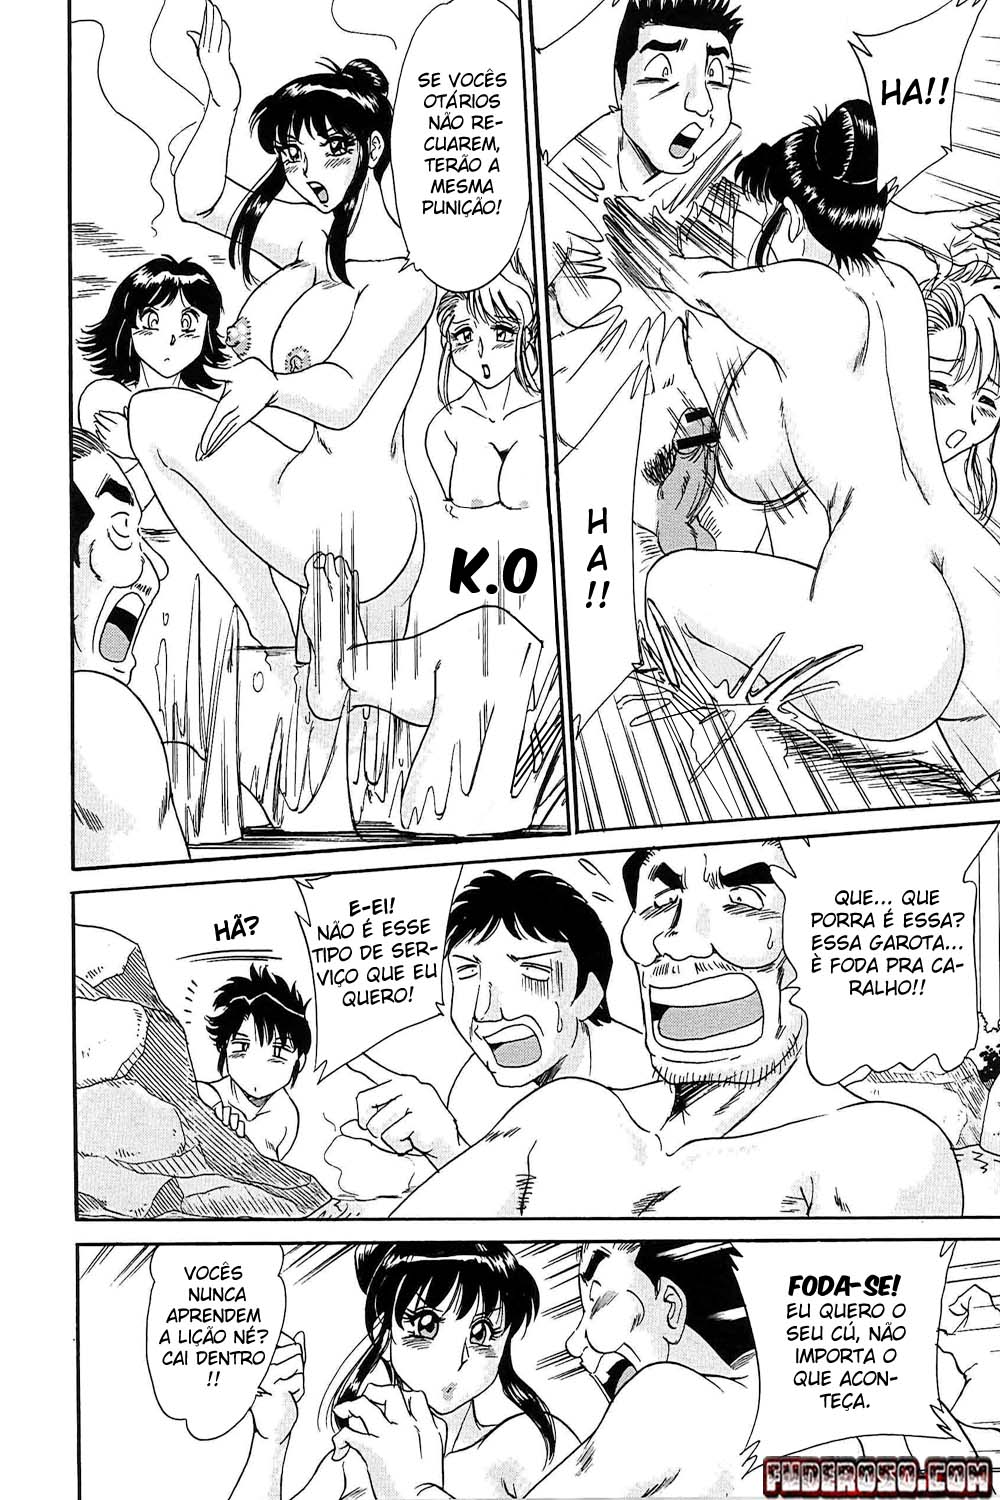 HA!!
H
A!!
SE VOCÊS
OTÁRIOS
NÃO RE-
CUAREM,
TERÃO A
MESMA
PUNIÇÃO!
K.O
QUE... QUE
PORRA É ESSA?
ESSA GAROTA...
È FODA PRA CA-
RALHO!!
E-EI!
NÃO É ESSE
TIPO DE SER-
VIÇO QUE EU
QUERO!
HÃ?
FODA-SE!
EU QUERO O
SEU CÚ, NÃO
IMPORTA O
QUE ACON-
TEÇA.
VOCÊS
NUNCA
APRENDEM
A LIÇÃO NÉ?
CAI DENTRO
!!
FUDEROSO.COM